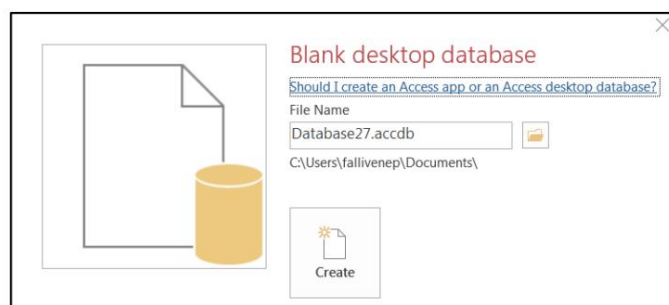 Blank desktop database
Should I create an Access app or an Access desktop database?
File Name
Database27.accdb
C:\Users\fallivenep\Documents\
Create